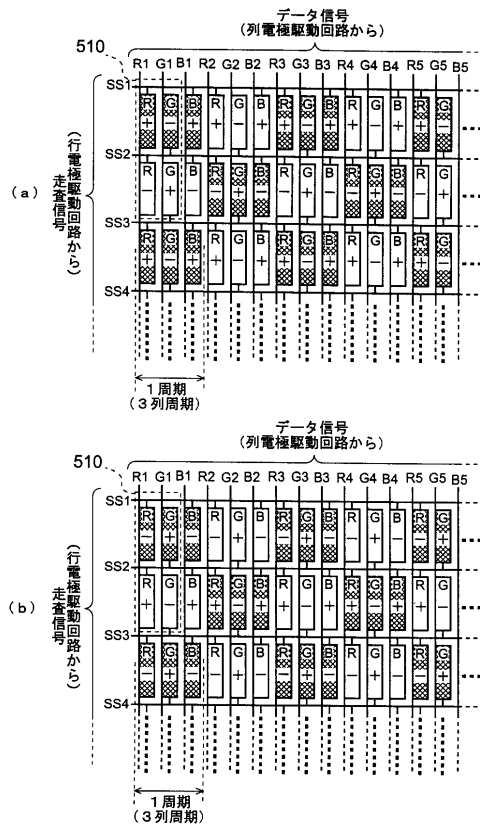 データ信号
(列電極駆動回路から)
510
R1 G1 B1 R2 G2 B2 R3 G3 B3 R4 G4 B4 R5 G5 B5
SS1
R G B R G B R G B R G B R G
+ − + + − + + − + + − + + −
SS2
R G B R G B R G B R G B
− + − − + − − + − − + −
SS3
R G B R G B R G B R G B R G
+ − + + − + + − + + − + + −
SS4
(a)
走査信号
(行電極駆動回路から)
1周期
(3列周期)
データ信号
(列電極駆動回路から)
510
R1 G1 B1 R2 G2 B2 R3 G3 B3 R4 G4 B4 R5 G5 B5
SS1
R G B R G B R G B R G B R G
− + − − + − − + − − + − − +
SS2
R G B R G B R G B R G B
+ − + + − + + − + + − +
SS3
R G B R G B R G B R G B R G
− + − − + − − + − − + − − +
SS4
(b)
走査信号
(行電極駆動回路から)
1周期
(3列周期)